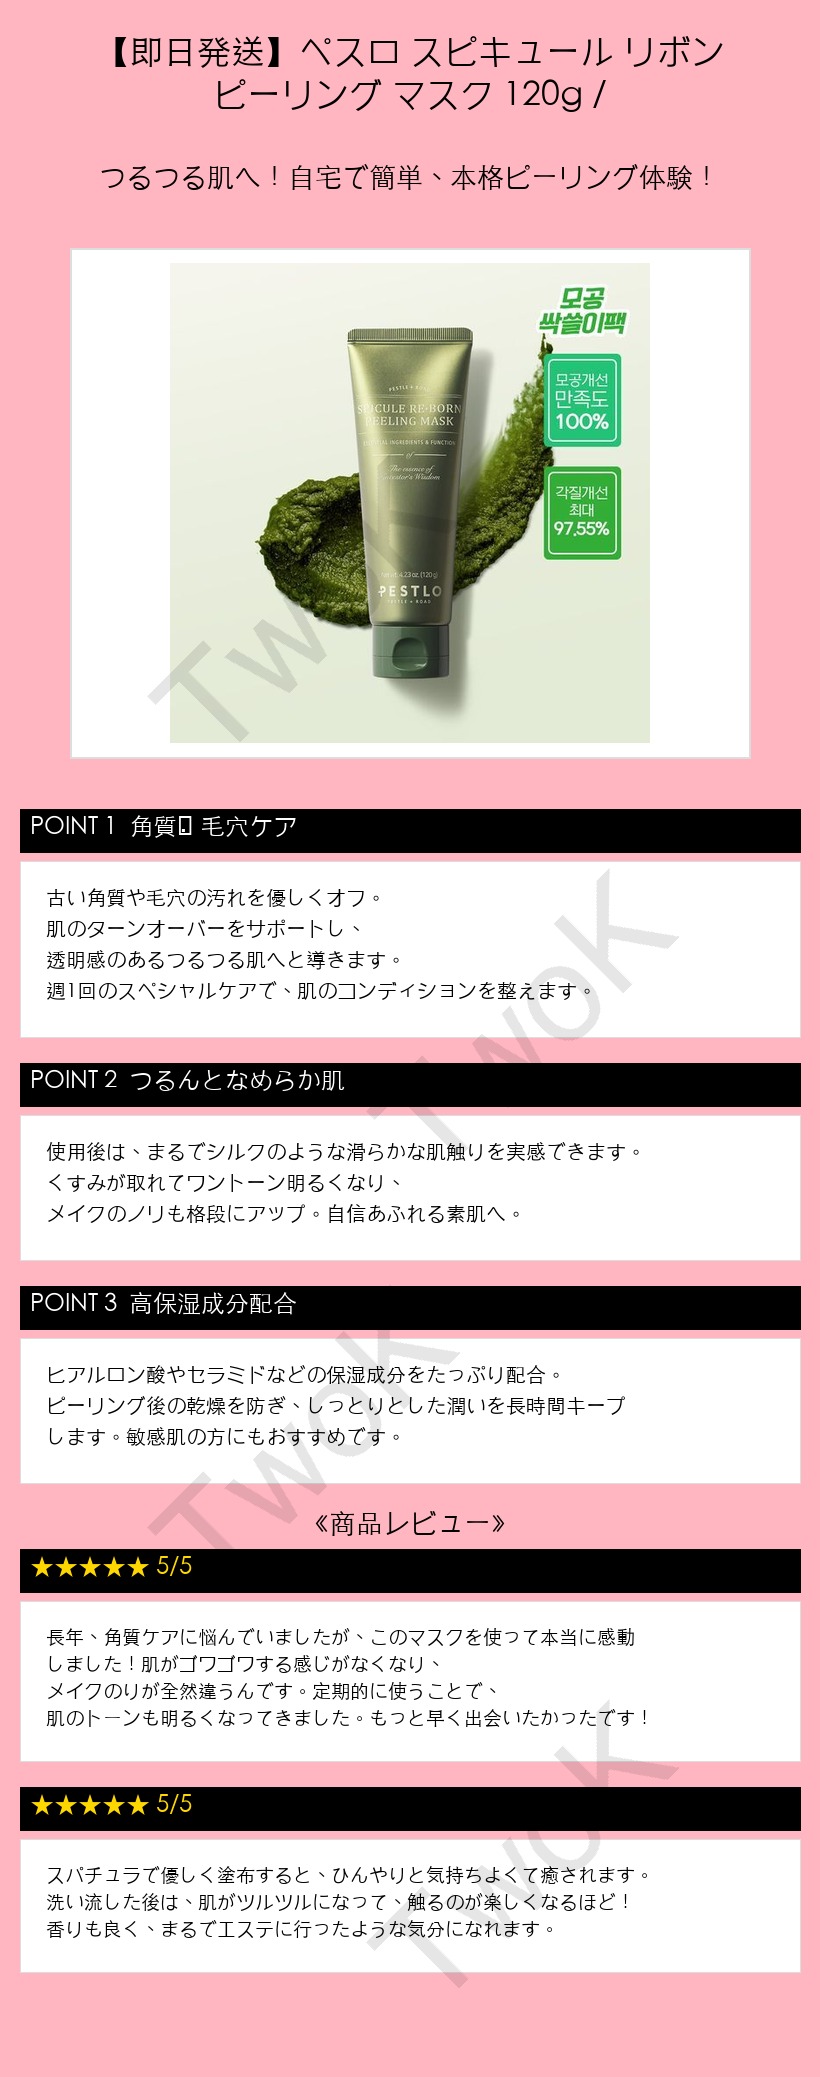 【即日発送】ペスロ スピキュール リボン
ピーリング マスク 120g /
つるつる肌へ！自宅で簡単、本格ピーリング体験！
모공
싹쓸이팩
모공개선
만족도
100%
각질개선
최대
97.55%
PESTLE + ROAD
SPICULE RE-BORN
PEELING MASK
ESSENTIAL INGREDIENTS & FUNCTION
of
The essence of
Wisdom
4.23 oz. (120 g)
PESTLO
PESTLE + ROAD
POINT 1 角質 毛穴ケア
古い角質や毛穴の汚れを優しくオフ。
肌のターンオーバーをサポートし、
透明感のあるつるつる肌へと導きます。
週1回のスペシャルケアで、肌のコンディションを整えます。
POINT 2 つるんとなめらか肌
使用後は、まるでシルクのような滑らかな肌触りを実感できます。
くすみが取れてワントーン明るくなり、
メイクのノリも格段にアップ。自信あふれる素肌へ。
POINT 3 高保湿成分配合
ヒアルロン酸やセラミドなどの保湿成分をたっぷり配合。
ピーリング後の乾燥を防ぎ、しっとりとした潤いを長時間キープ
します。敏感肌の方にもおすすめです。
《商品レビュー》
★★★★★ 5/5
長年、角質ケアに悩んでいましたが、このマスクを使って本当に感動
しました！肌がゴワゴワする感じがなくなり、
メイクのりが全然違うんです。定期的に使うことで、
肌のトーンも明るくなってきました。もっと早く出会いたかったです！
★★★★★ 5/5
スパチュラで優しく塗布すると、ひんやりと気持ちよくて癒されます。
洗い流した後は、肌がツルツルになって、触るのが楽しくなるほど！
香りも良く、まるでエステに行ったような気分になれます。
TwoK
TwoK
TwoK
TwoK